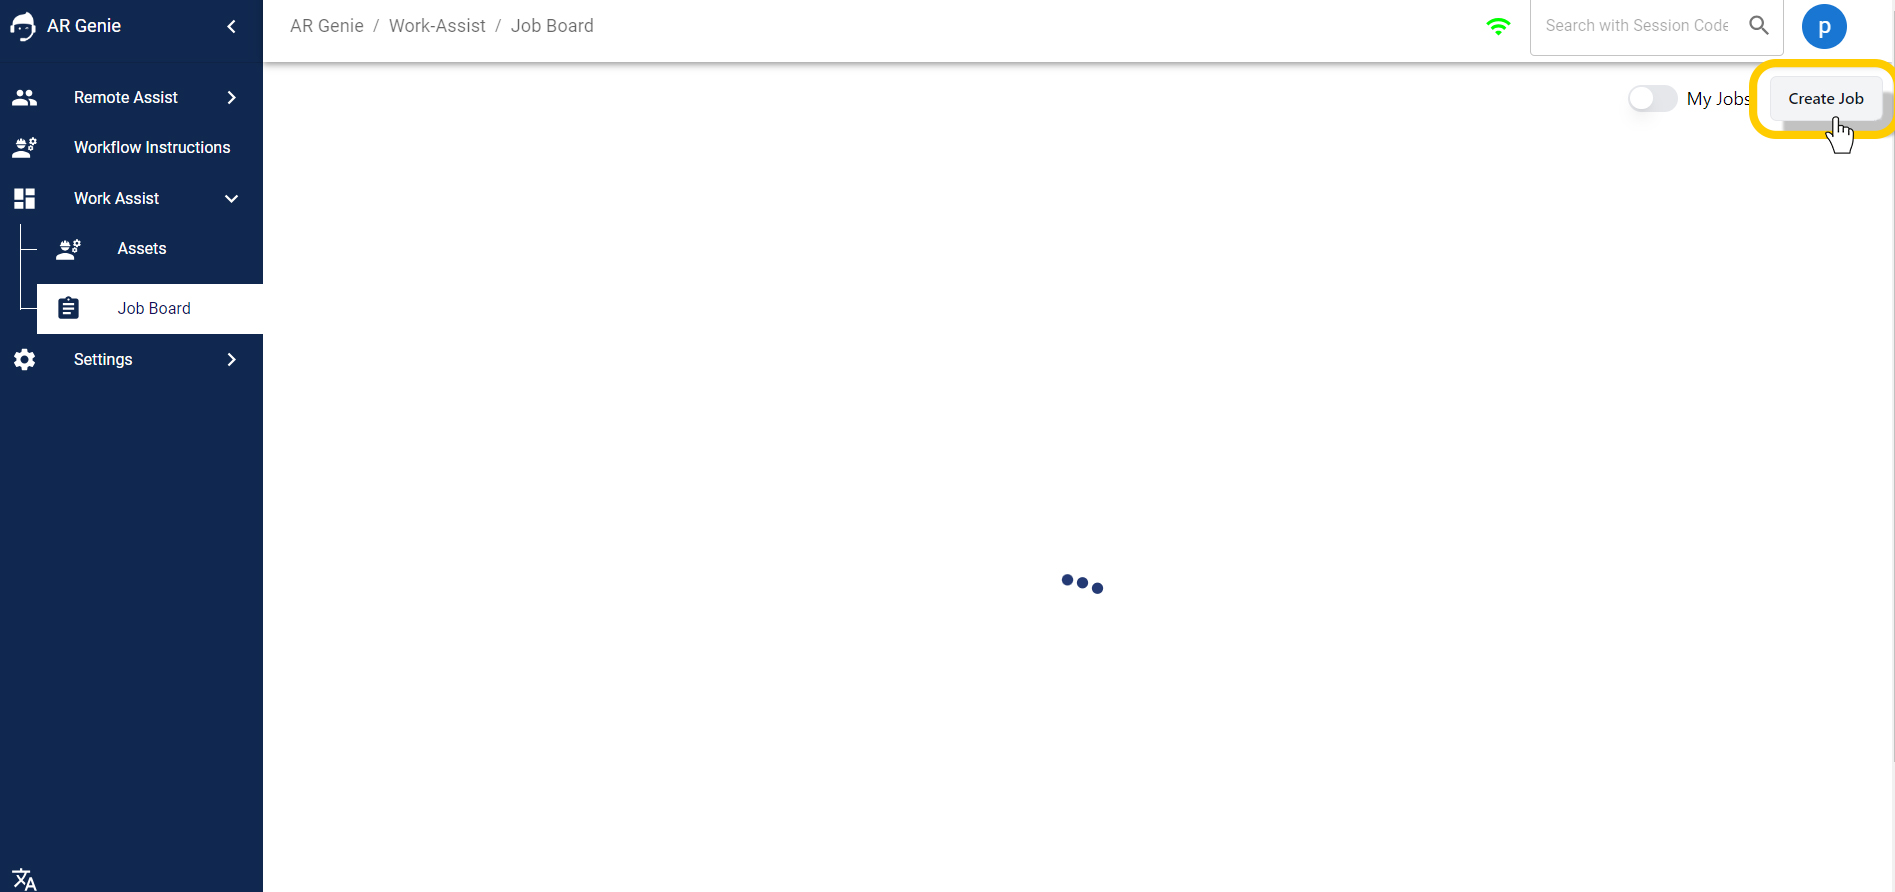 AR Genie
AR Genie / Work-Assist / Job Board
Search with Session Code
p
Remote Assist
My Jobs
Create Job
Workflow Instructions
Work Assist
Assets
Job Board
Settings